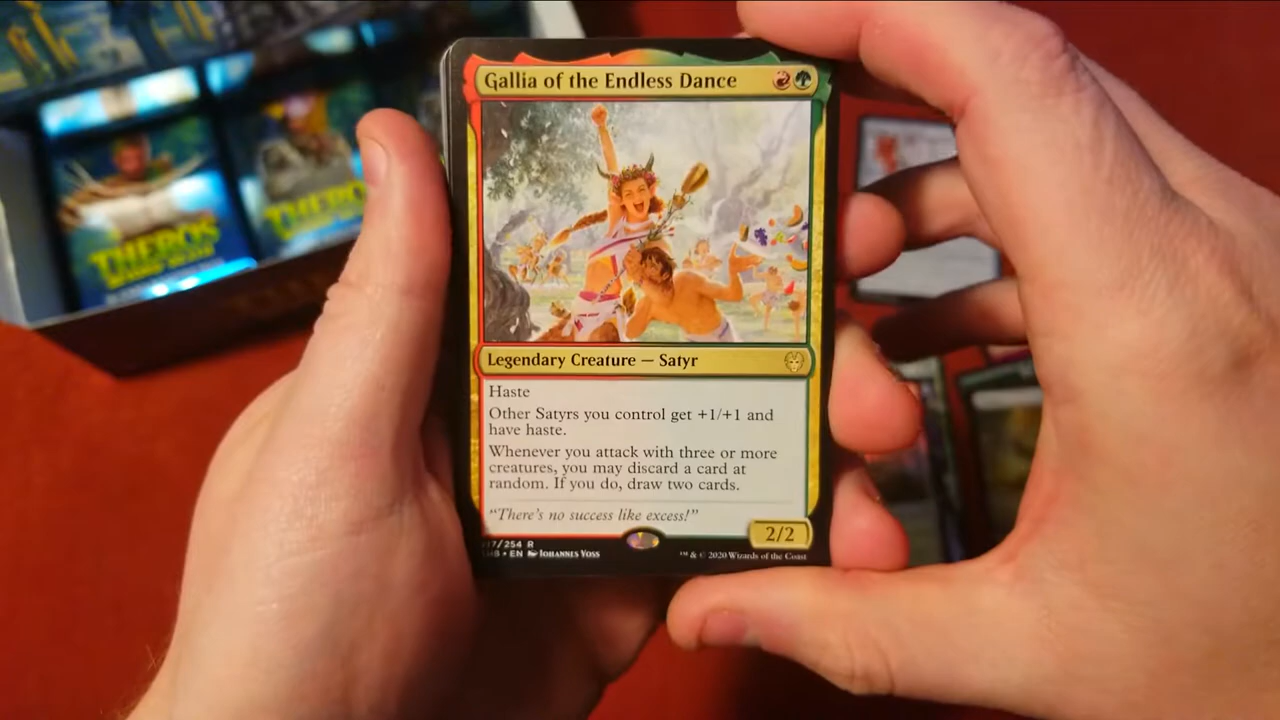 Gallia of the Endless Dance
Legendary Creature — Satyr
Haste
Other Satyrs you control get +1/+1 and
have haste.
Whenever you attack with three or more
creatures, you may discard a card at
random. If you do, draw two cards.
“There’s no success like excess!”
2/2
/254 R
• EN Johannes Voss
™ & © 2020 Wizards of the Coast
THEROS
THEROS